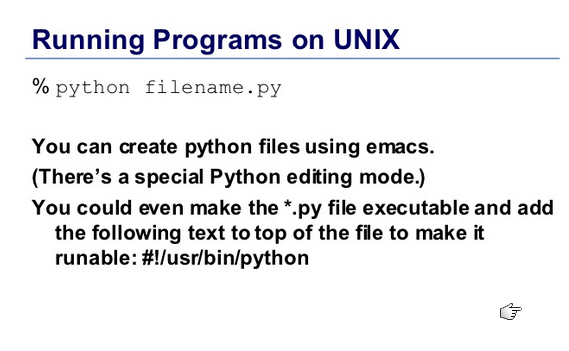 Running Programs on UNIX
% python filename.py
You can create python files using emacs.
(There's a special Python editing mode.)
You could even make the *.py file executable and add
the following text to top of the file to make it
runable: #!/usr/bin/python